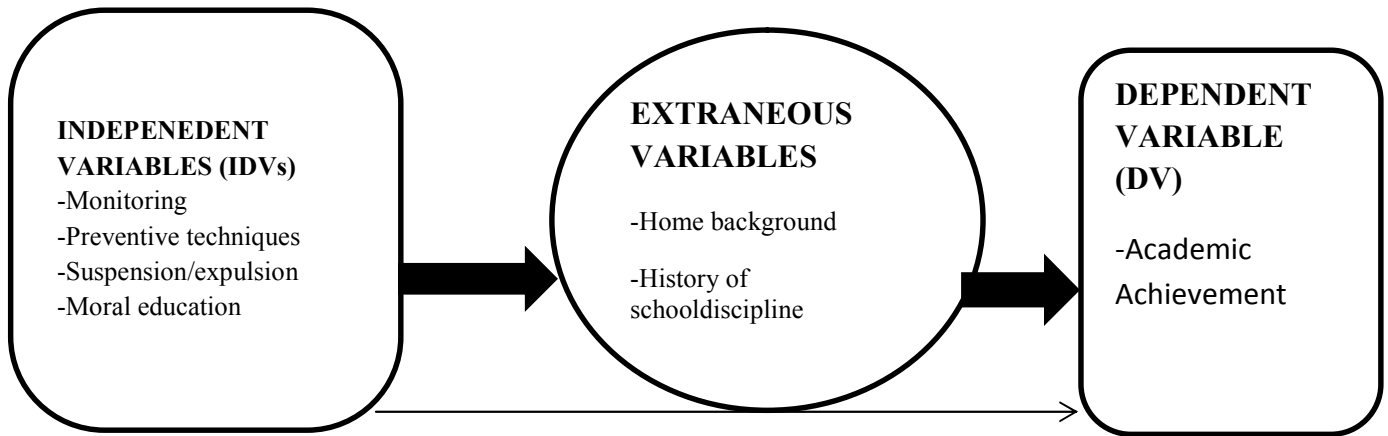 INDEPENEDENT
VARIABLES (IDVs)
-Monitoring
-Preventive techniques
-Suspension/expulsion
-Moral education
EXTRANEOUS
VARIABLES
-Home background
-History of
schooldiscipline
DEPENDENT
VARIABLE
(DV)
-Academic
Achievement